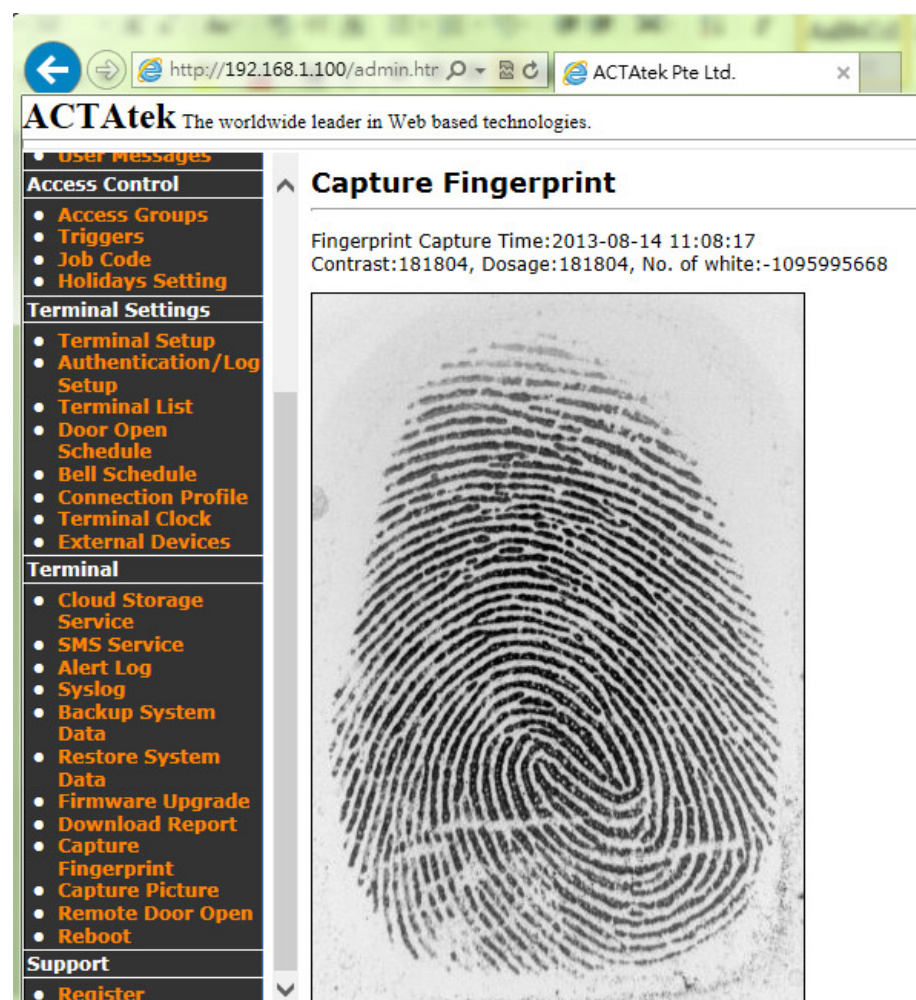 http://192.168.1.100/admin.htr
ACTAtek Pte Ltd.
ACTAtek The worldwide leader in Web based technologies.
User Messages
Access Control
Access Groups
Triggers
Job Code
Holidays Setting
Terminal Settings
Terminal Setup
Authentication/Log
Setup
Terminal List
Door Open
Schedule
Bell Schedule
Connection Profile
Terminal Clock
External Devices
Terminal
Cloud Storage
Service
SMS Service
Alert Log
Syslog
Backup System
Data
Restore System
Data
Firmware Upgrade
Download Report
Capture
Fingerprint
Capture Picture
Remote Door Open
Reboot
Support
Register
Capture Fingerprint
Fingerprint Capture Time:2013-08-14 11:08:17
Contrast:181804, Dosage:181804, No. of white:-1095995668